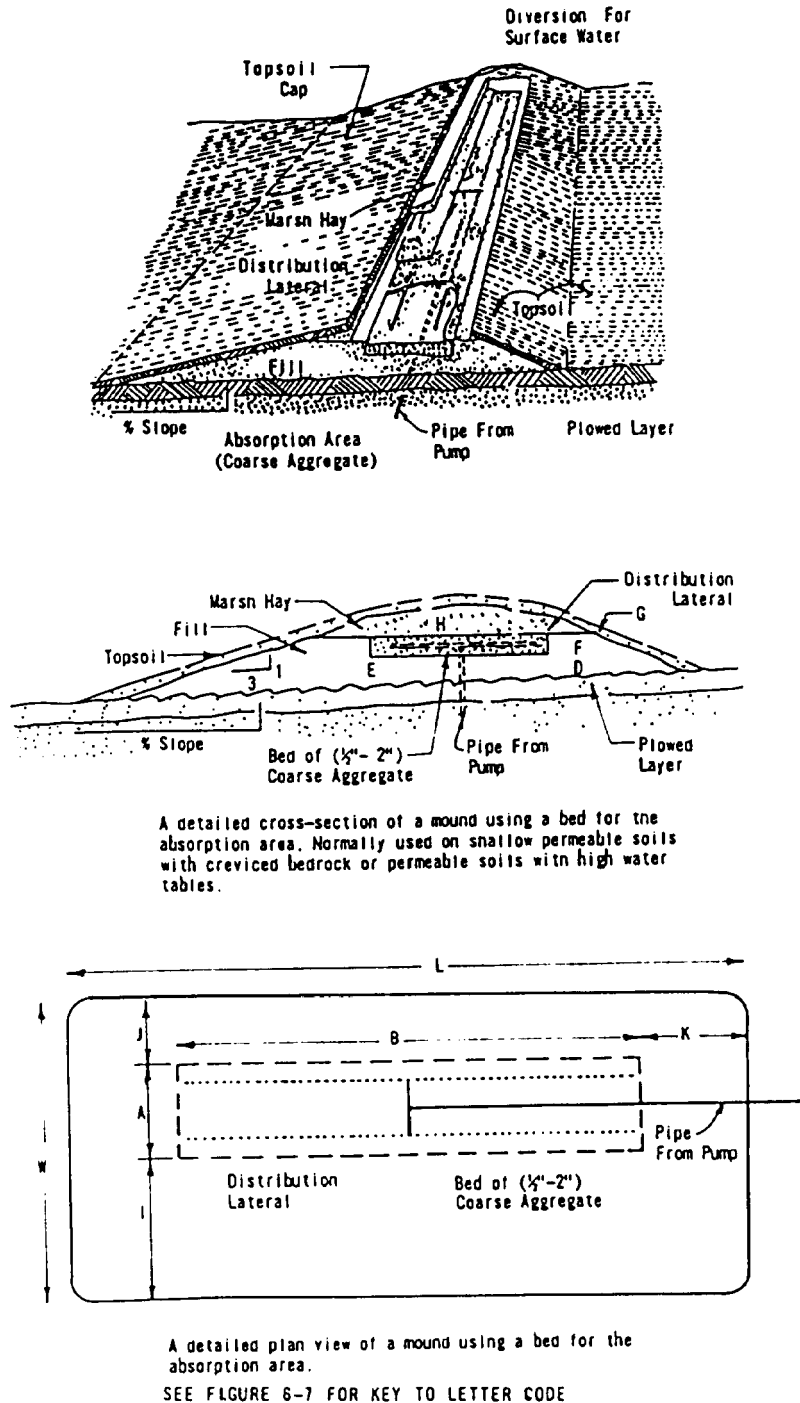 Diversion For
Surface Water
Topsoil
Cap
Marsn Hay
Distribution
Lateral
Topsoil
Fill
% Slope
Absorption Area
(Coarse Aggregate)
Pipe From
Pump
Plowed Layer
Distribution
Lateral
Marsn Hay
G
H
Fill
F
Topsoil
E
D
1
3
% Slope
Bed of (½"- 2")
Coarse Aggregate
Pipe From
Pump
Plowed
Layer
A detailed cross-section of a mound using a bed for the
absorption area. Normally used on shallow permeable soils
with creviced bedrock or permeable soils with high water
tables.
L
J
B
K
A
W
Pipe
From Pump
Distribution
Lateral
Bed of (½"-2")
Coarse Aggregate
I
A detailed plan view of a mound using a bed for the
absorption area.
SEE FIGURE 6-7 FOR KEY TO LETTER CODE